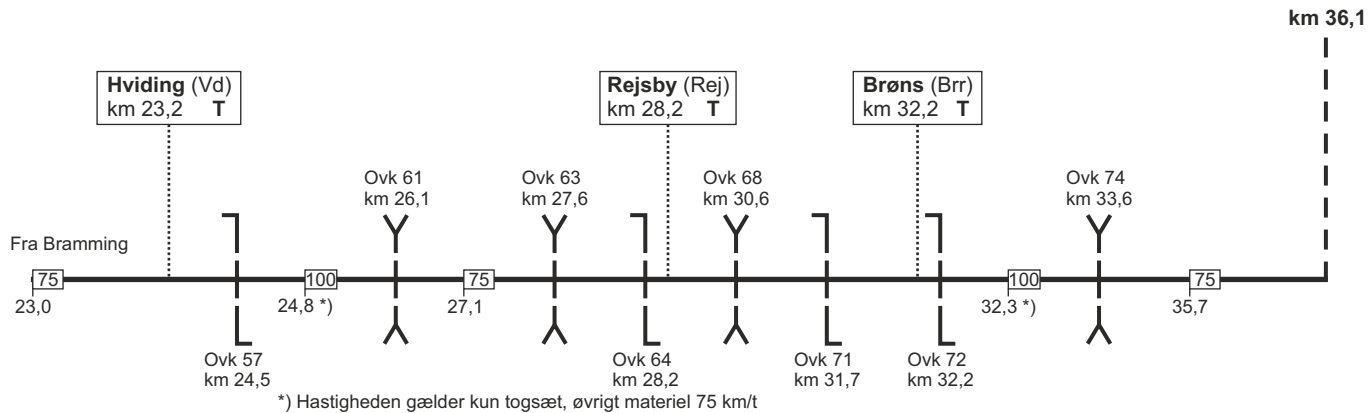 km 36,1
Hviding (Vd)
km 23,2 T
Rejsby (Rej)
km 28,2 T
Brøns (Brr)
km 32,2 T
Ovk 61
km 26,1
Ovk 63
km 27,6
Ovk 68
km 30,6
Ovk 74
km 33,6
Fra Bramming
75
100
75
100
75
23,0
24,8 *)
27,1
32,3 *)
35,7
Ovk 57
km 24,5
Ovk 64
km 28,2
Ovk 71
km 31,7
Ovk 72
km 32,2
*) Hastigheden gælder kun togsæt, øvrigt materiel 75 km/t